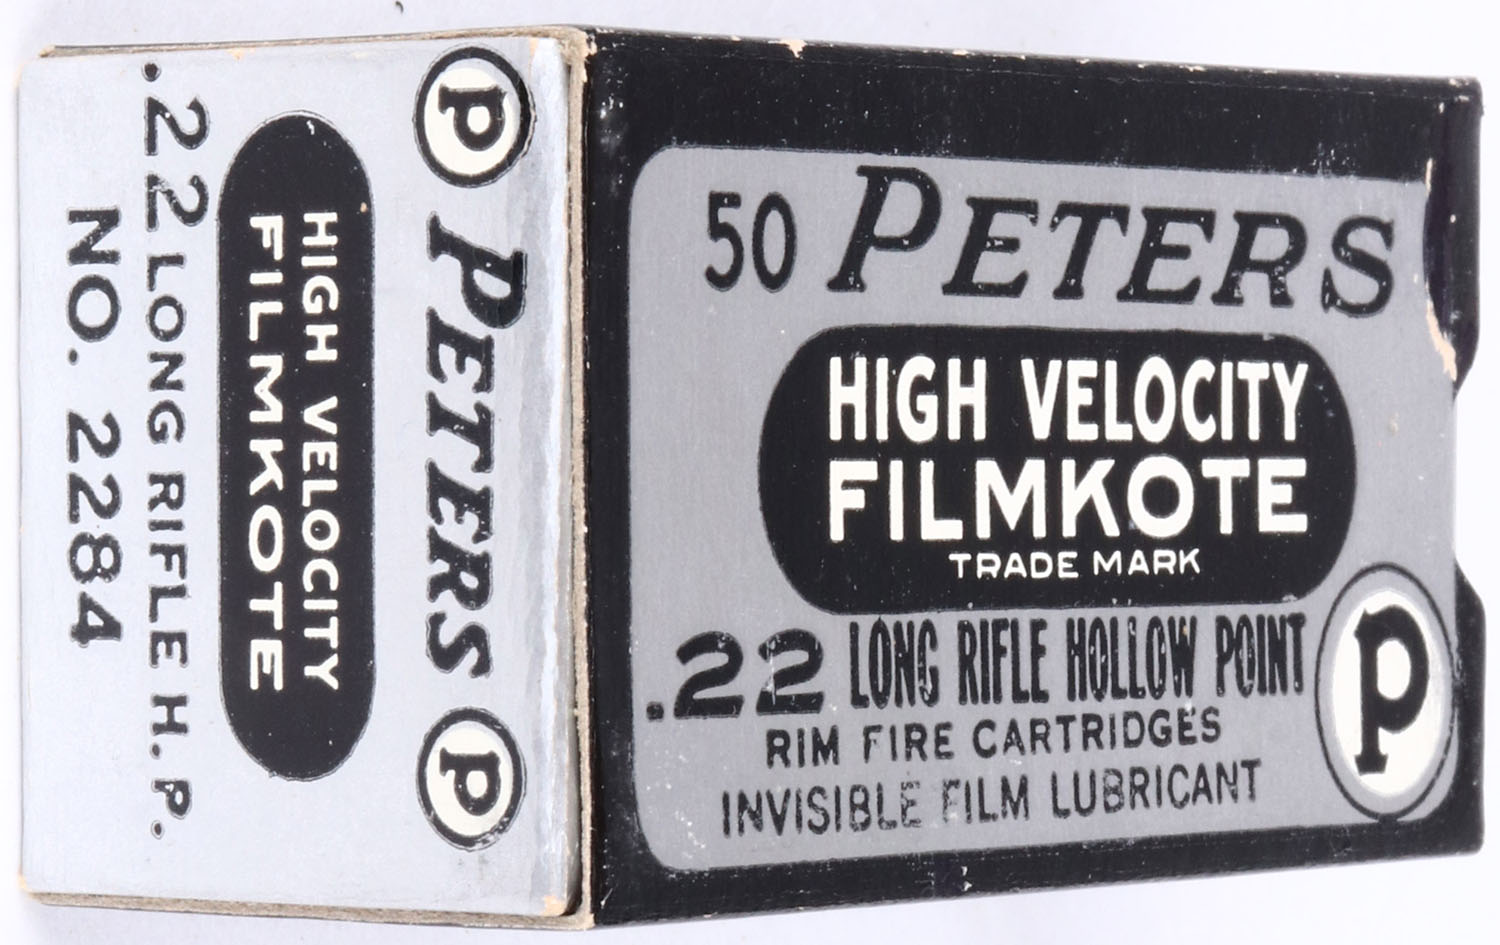 50 PETERS
HIGH VELOCITY
FILMKOTE
TRADE MARK
.22 LONG RIFLE HOLLOW POINT
RIM FIRE CARTRIDGES
INVISIBLE FILM LUBRICANT
P
P PETERS P
HIGH VELOCITY
FILMKOTE
.22 LONG RIFLE H. P.
NO. 2284